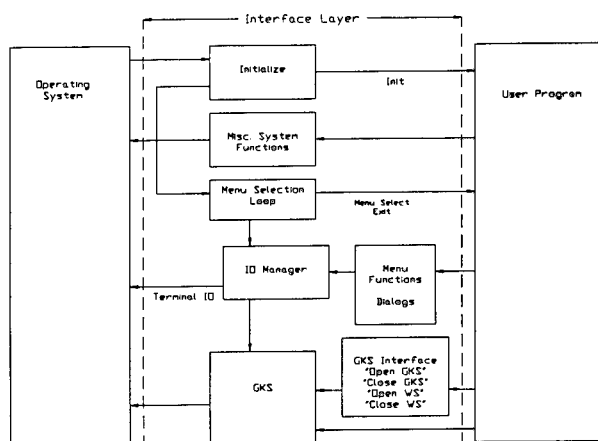 Interface Layer
Operating
System
Initialize
Init
User Program
Misc. System
Functions
Menu Selection
Loop
Menu Select
Exit
IO Manager
Terminal IO
Menu
Functions
Dialogs
GKS
GKS Interface
"Open GKS"
"Close GKS"
"Open WS"
"Close WS"